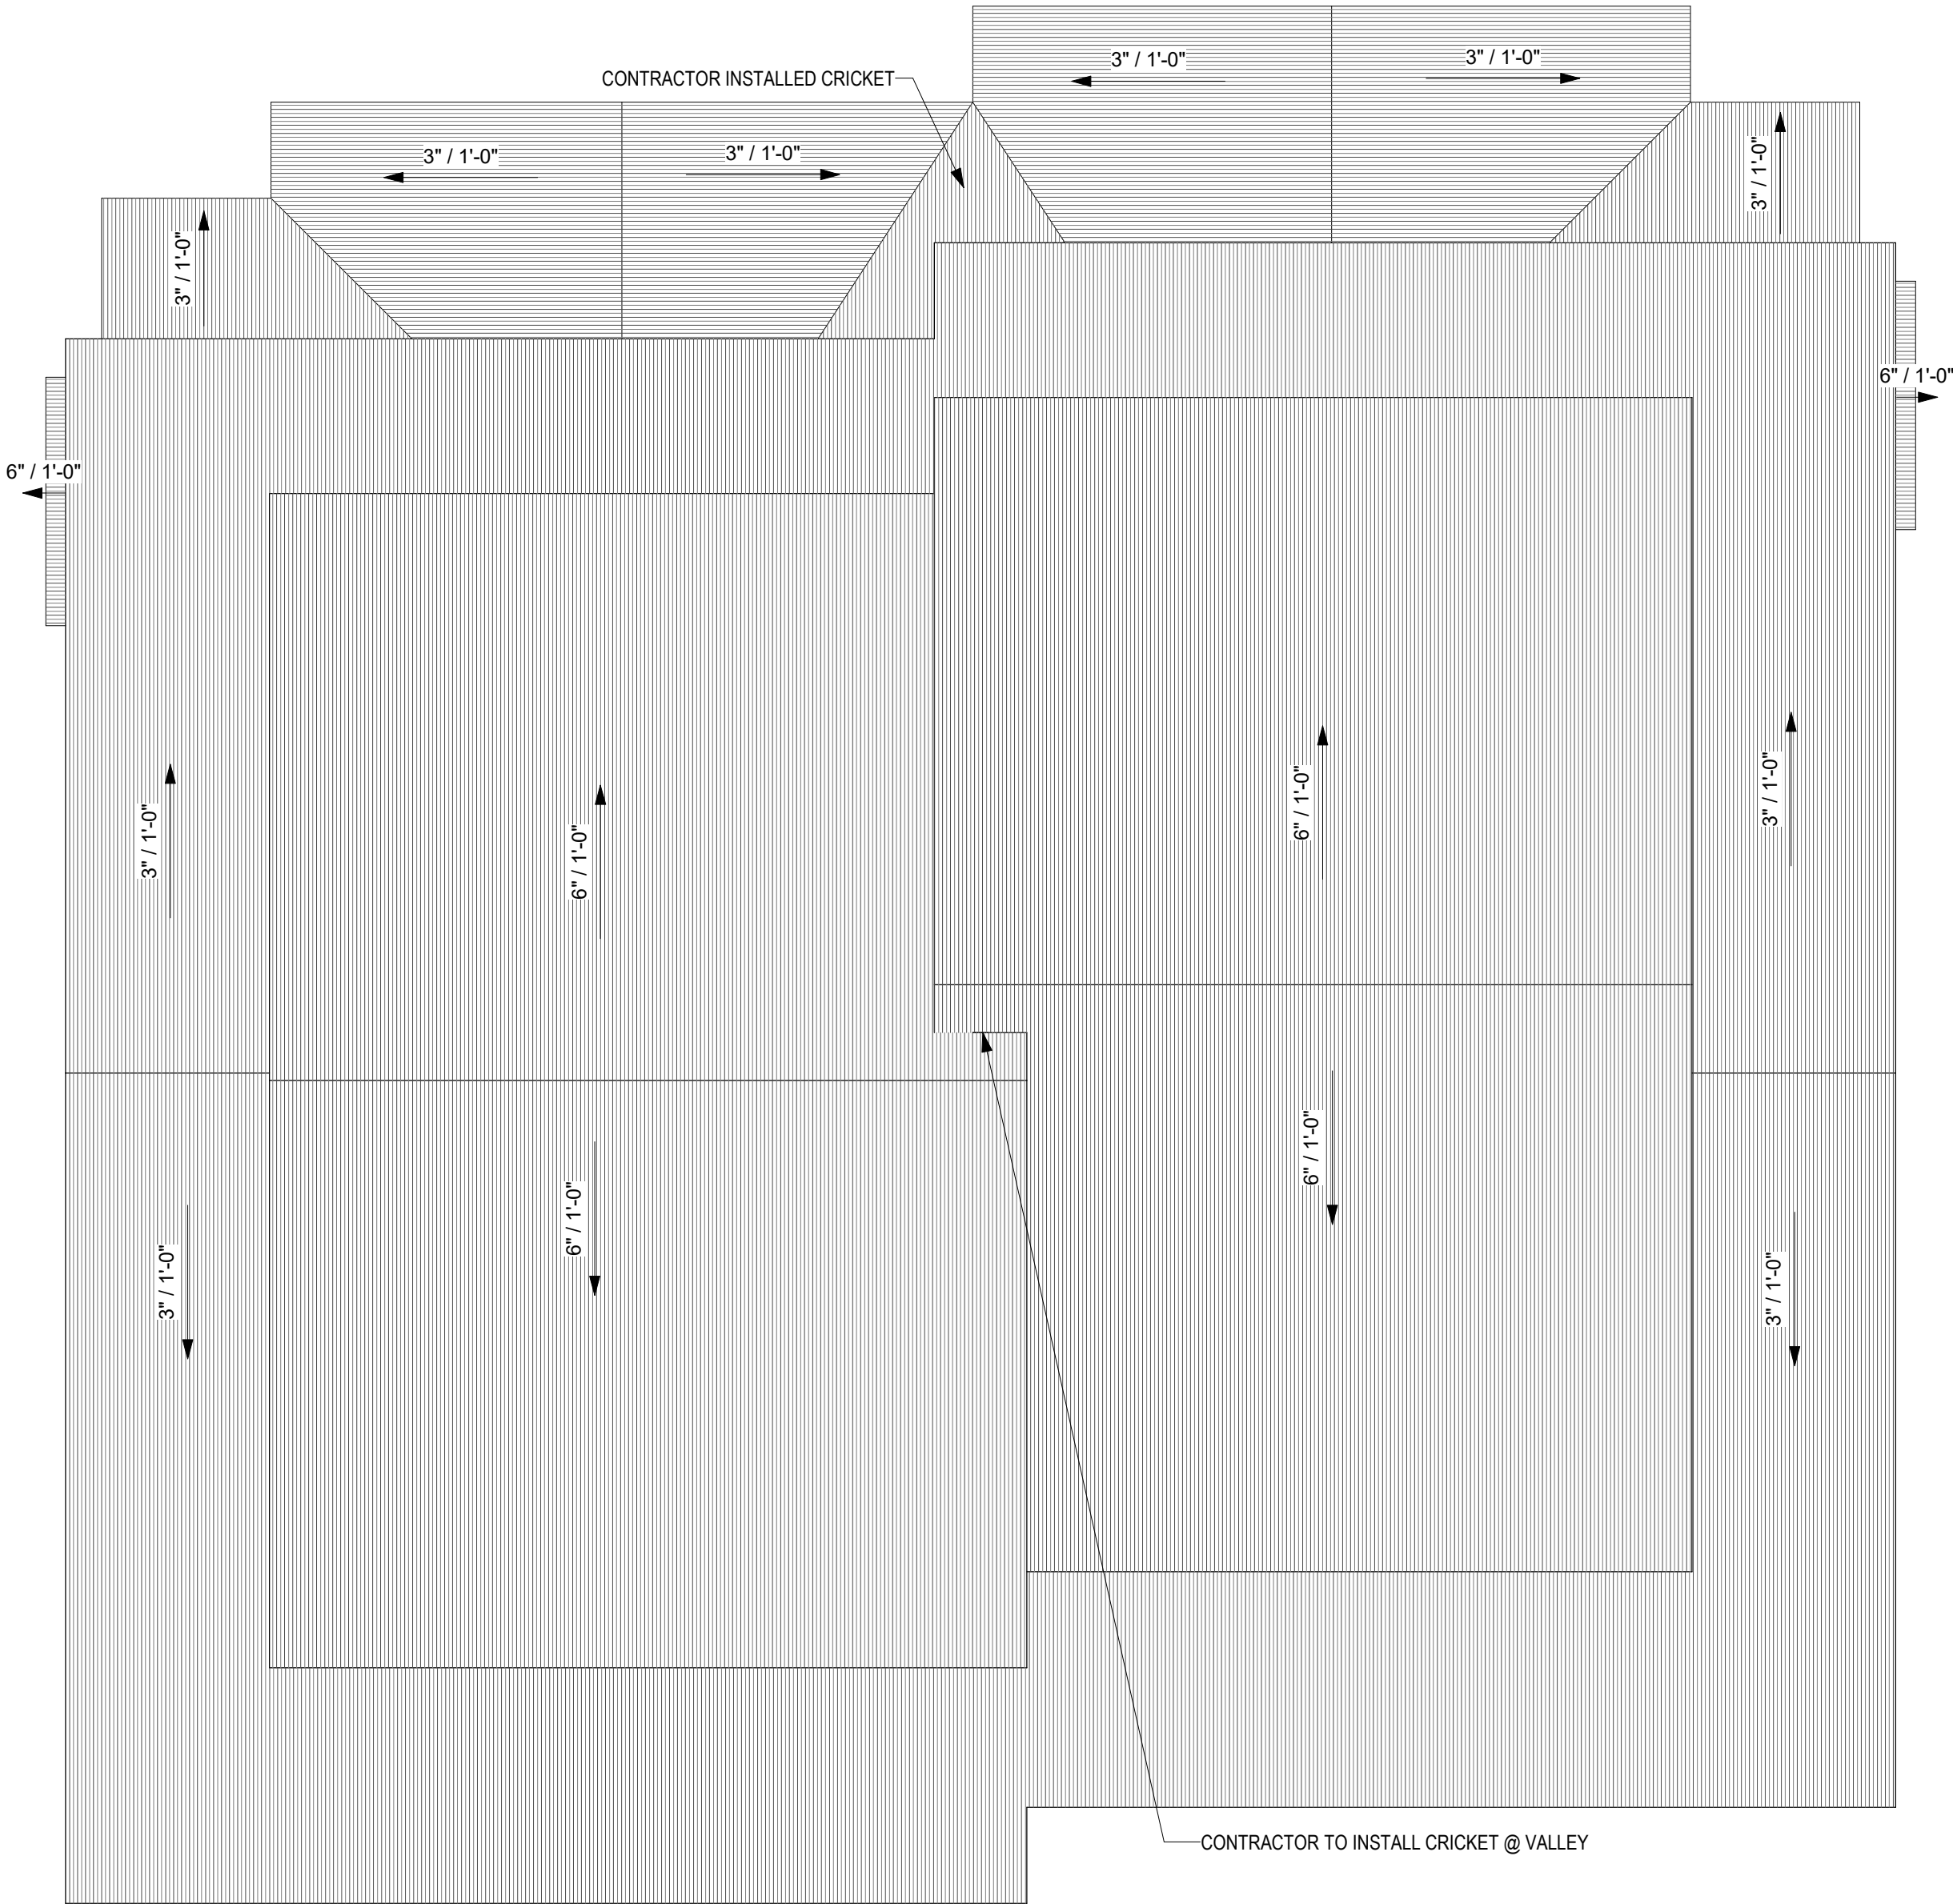 3" / 1'-0"
3" / 1'-0"
CONTRACTOR INSTALLED CRICKET
3" / 1'-0"
3" / 1'-0"
3" / 1'-0"
3" / 1'-0"
6" / 1'-0"
6" / 1'-0"
3" / 1'-0"
6" / 1'-0"
6" / 1'-0"
3" / 1'-0"
3" / 1'-0"
6" / 1'-0"
6" / 1'-0"
3" / 1'-0"
CONTRACTOR TO INSTALL CRICKET @ VALLEY